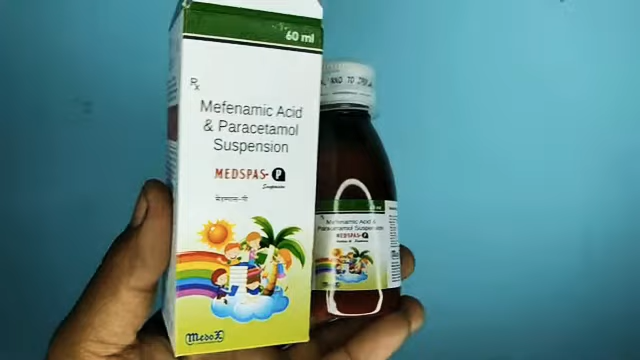 60 ml
Rx
Mefenamic Acid
& Paracetamol
Suspension
MEDSPAS-P
Suspension
मेडस्पास-पी
MedoX
Mefenamic Acid &
Paracetamol Suspension
MEDSPAS-P